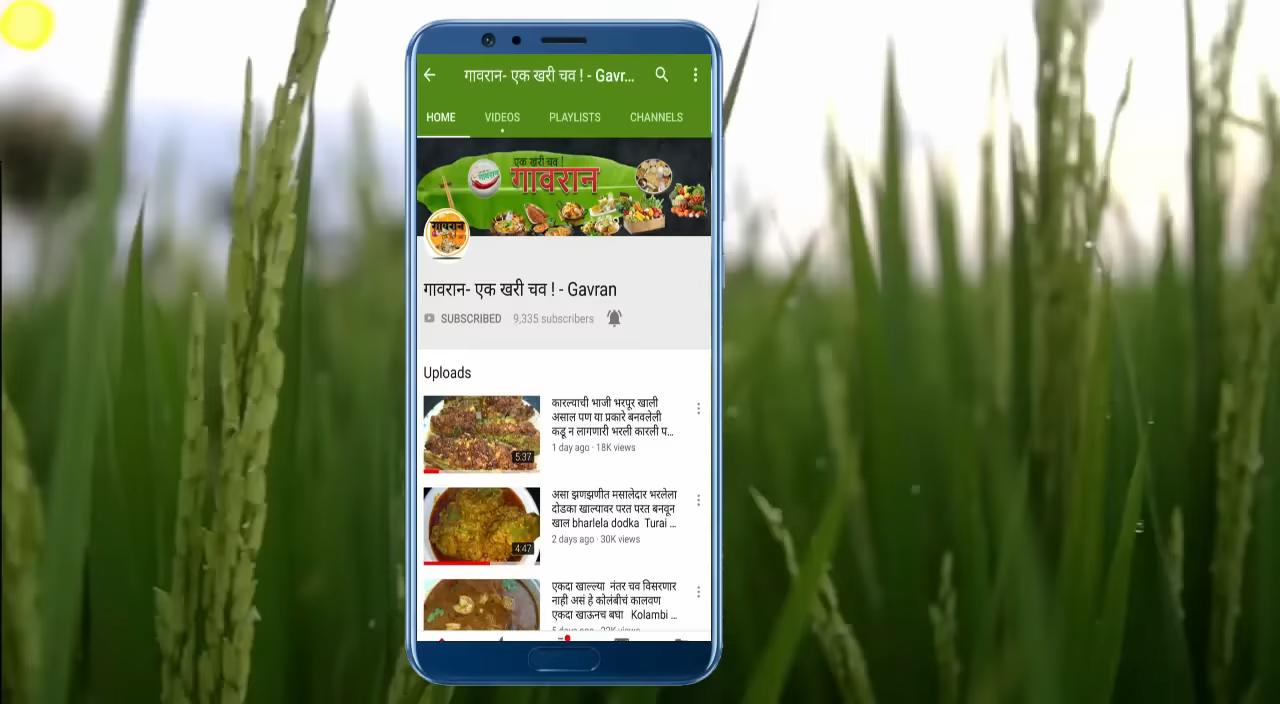 गावरान- एक खरी चव ! - Gavr...
HOME VIDEOS PLAYLISTS CHANNELS
एक खरी चव !
गावरान
गावरान
गावरान- एक खरी चव ! - Gavran
SUBSCRIBED 9,335 subscribers
Uploads
कारल्याची भाजी भरपूर खाली
असाल पण या प्रकारे बनवलेली
कडू न लागणारी भरली कारली प...
1 day ago · 18K views
5:37
असा झणझणीत मसालेदार भरलेला
दोडका खाल्यावर परत परत बनवून
खाल bharlela dodka Turai ...
2 days ago · 30K views
4:47
एकदा खाल्ल्या नंतर चव विसरणार
नाही असं हे कोलंबीचं कालवण
एकदा खाऊनच बघा Kolambi ...